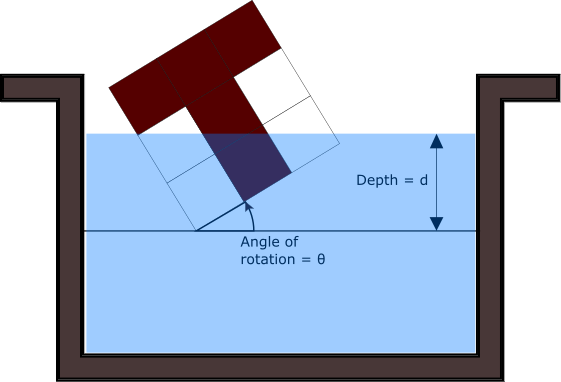 Depth = d
Angle of
rotation = θ